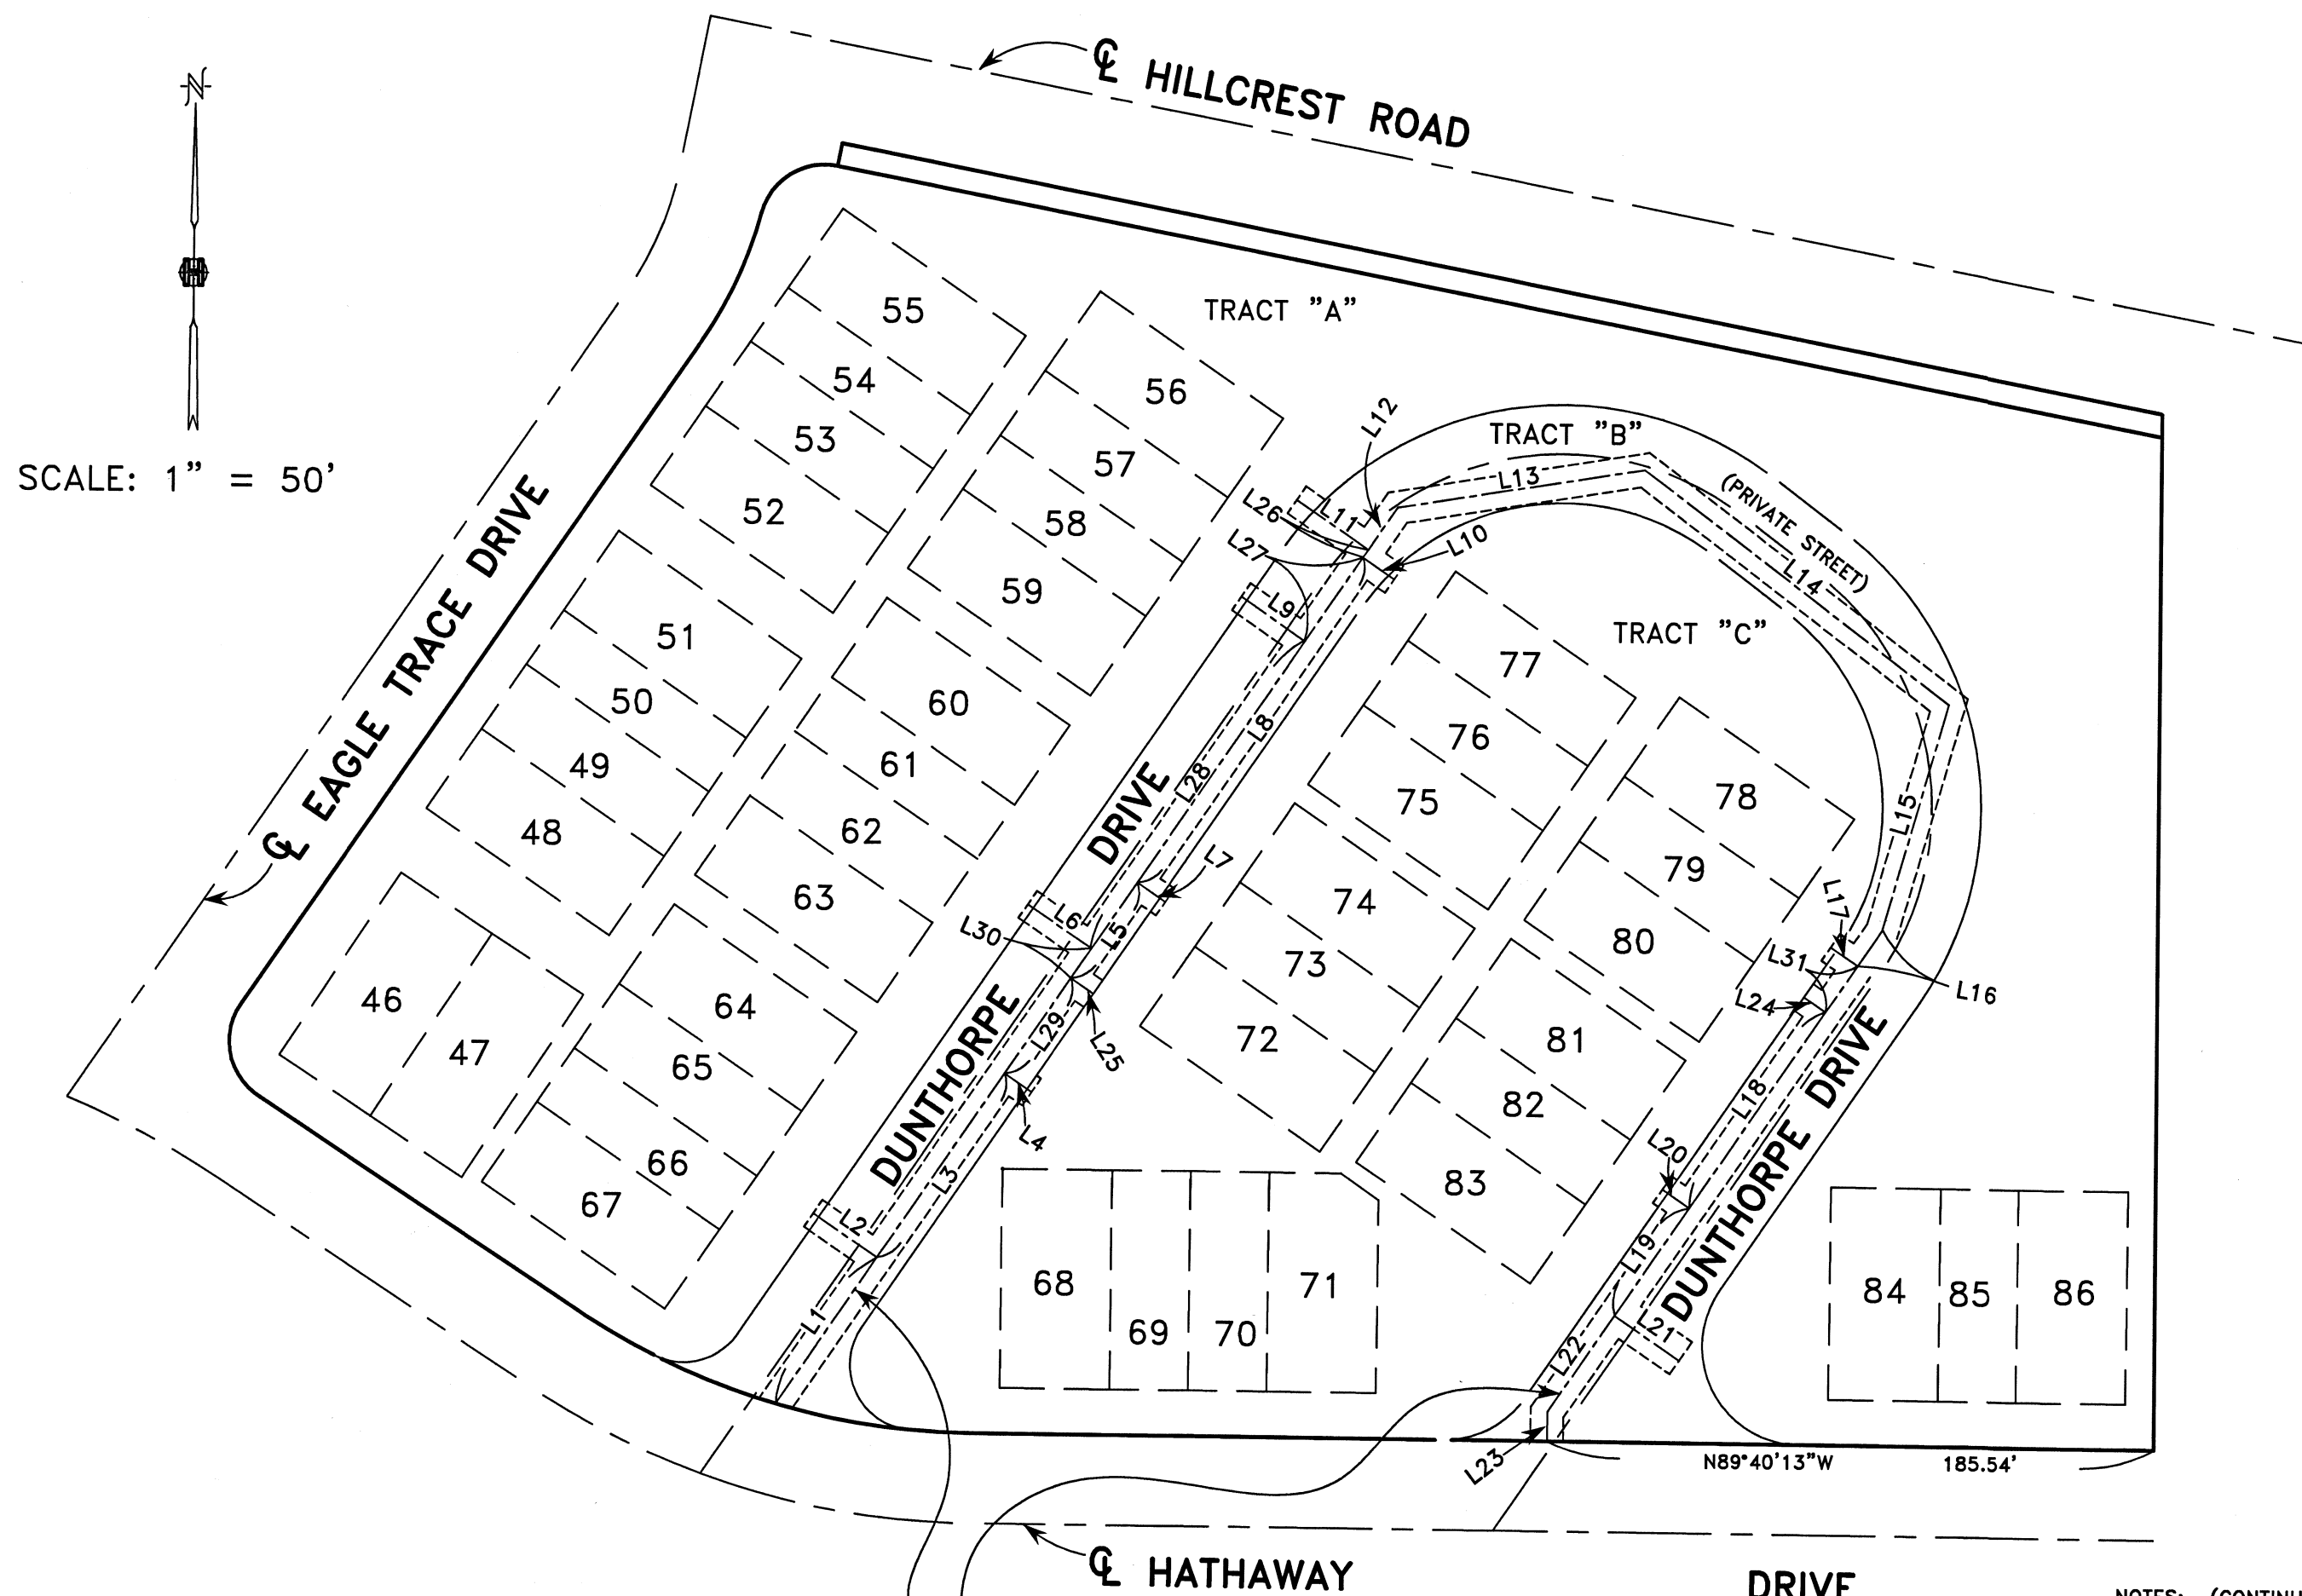 ℄ HILLCREST ROAD
N
SCALE: 1" = 50'
TRACT "A"
55
54
53
52
56
57
58
59
L12
TRACT "B"
L13
(PRIVATE STREET)
L14
L26
L11
L10
L27
L9
℄ EAGLE TRACE DRIVE
51
50
49
48
60
61
62
63
TRACT "C"
77
76
75
78
79
80
L8
L28
L15
DUNTHORPE DRIVE
L7
L6
L5
L30
L29
L25
L4
L3
L2
L1
46
47
64
65
66
67
74
73
72
81
82
83
L17
L31
L24
L16
L18
L20
L19
L21
L22
L23
DUNTHORPE DRIVE
68
69
70
71
84
85
86
N89°40'13"W 185.54'
℄ HATHAWAY DRIVE
NOTES: (CONTINU